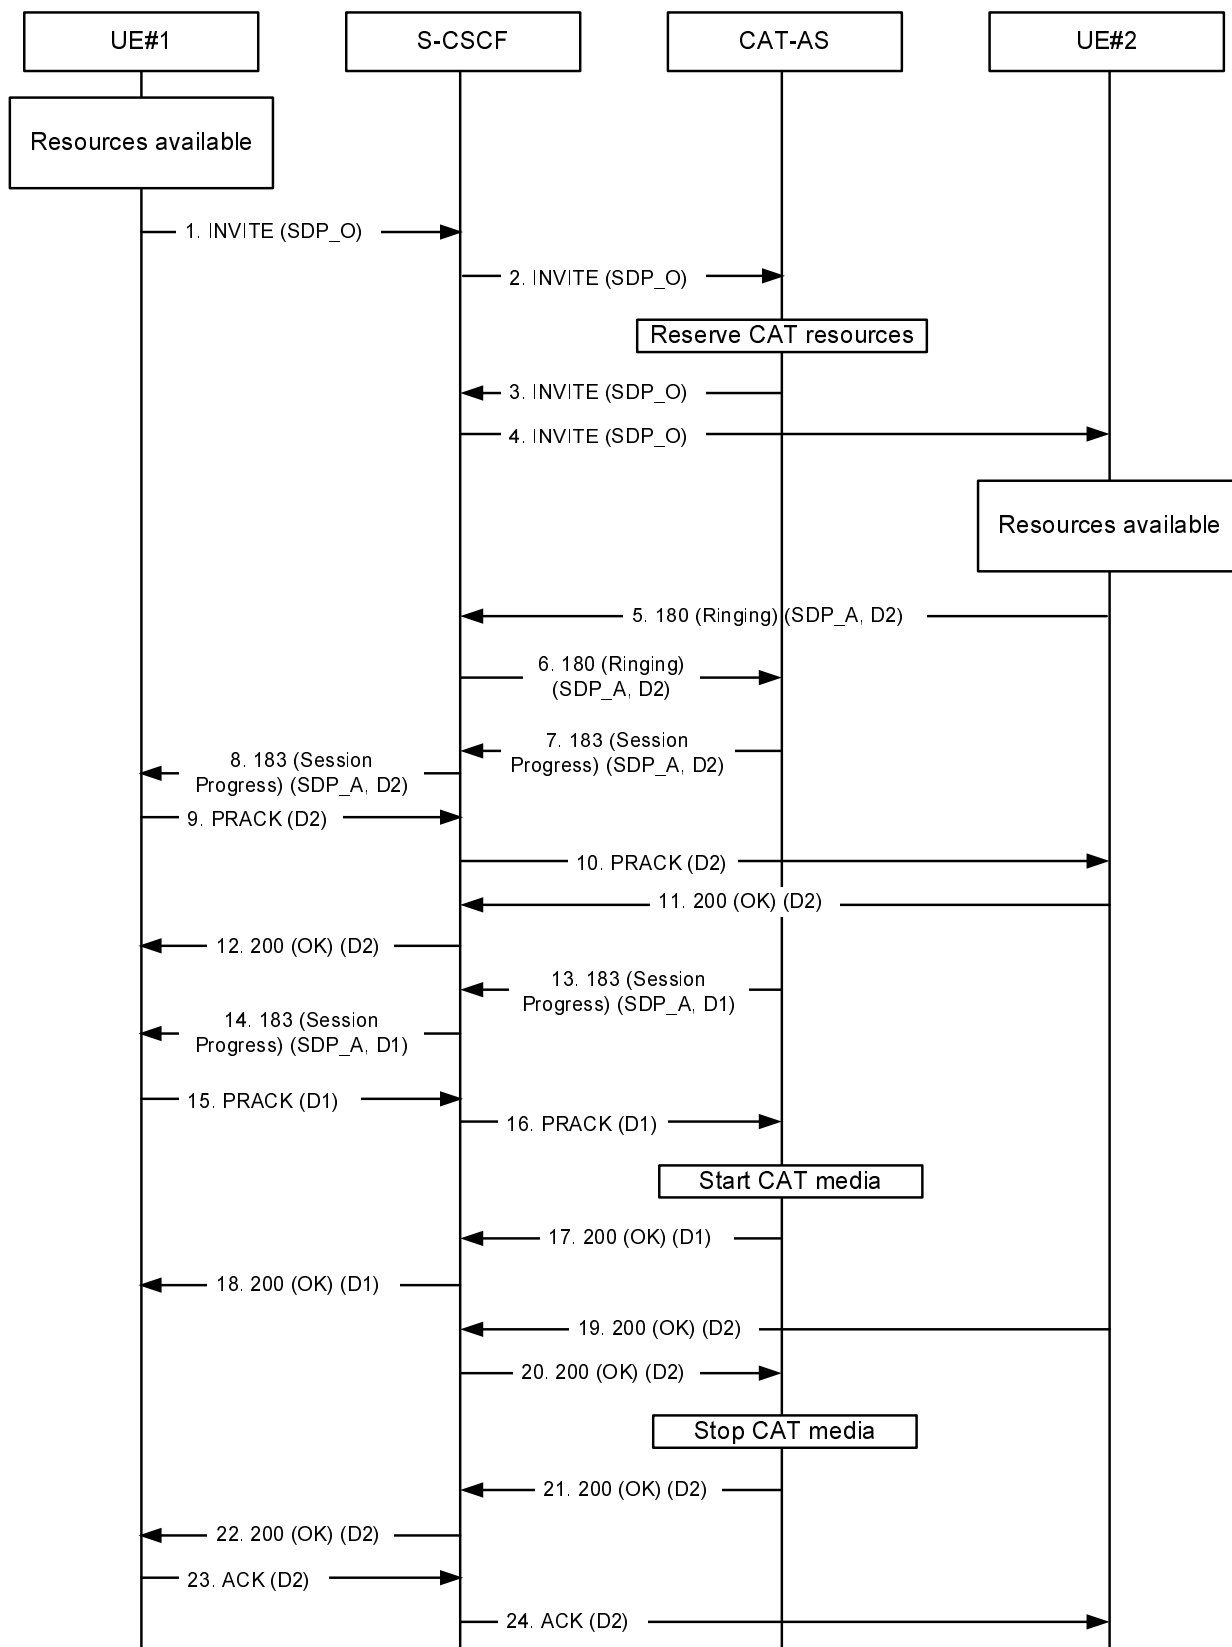 UE#1
S-CSCF
CAT-AS
UE#2
Resources available
1. INVITE (SDP_O)
2. INVITE (SDP_O)
Reserve CAT resources
3. INVITE (SDP_O)
4. INVITE (SDP_O)
Resources available
5. 180 (Ringing) (SDP_A, D2)
6. 180 (Ringing)
(SDP_A, D2)
7. 183 (Session
Progress) (SDP_A, D2)
8. 183 (Session
Progress) (SDP_A, D2)
9. PRACK (D2)
10. PRACK (D2)
11. 200 (OK) (D2)
12. 200 (OK) (D2)
13. 183 (Session
Progress) (SDP_A, D1)
14. 183 (Session
Progress) (SDP_A, D1)
15. PRACK (D1)
16. PRACK (D1)
Start CAT media
17. 200 (OK) (D1)
18. 200 (OK) (D1)
19. 200 (OK) (D2)
20. 200 (OK) (D2)
Stop CAT media
21. 200 (OK) (D2)
22. 200 (OK) (D2)
23. ACK (D2)
24. ACK (D2)